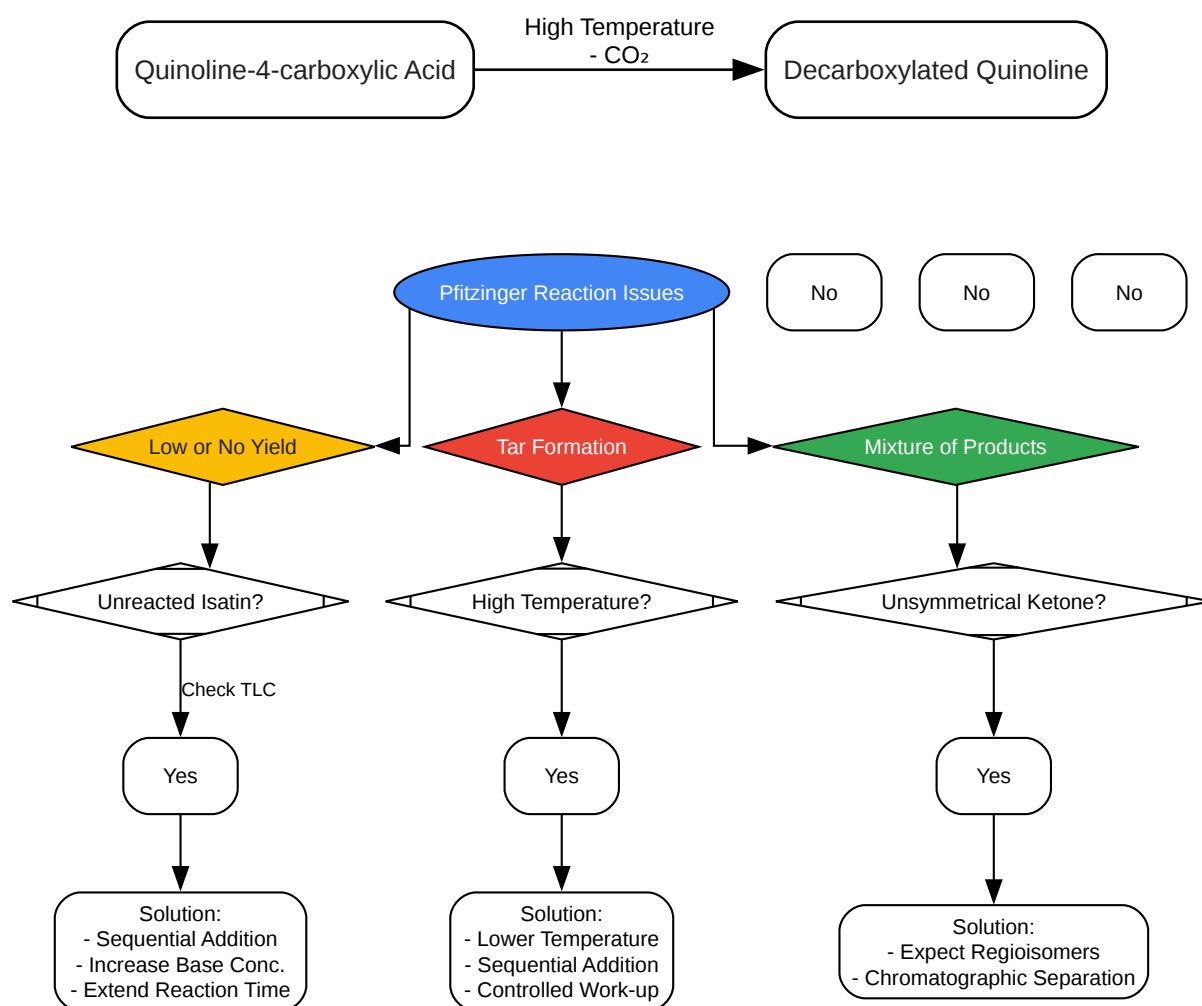 High Temperature
- CO₂
Quinoline-4-carboxylic Acid
Decarboxylated Quinoline
Pfitzinger Reaction Issues
No
No
No
Low or No Yield
Tar Formation
Mixture of Products
Unreacted Isatin?
High Temperature?
Unsymmetrical Ketone?
Check TLC
Yes
Yes
Yes
Solution:
- Sequential Addition
- Increase Base Conc.
- Extend Reaction Time
Solution:
- Lower Temperature
- Sequential Addition
- Controlled Work-up
Solution:
- Expect Regioisomers
- Chromatographic Separation